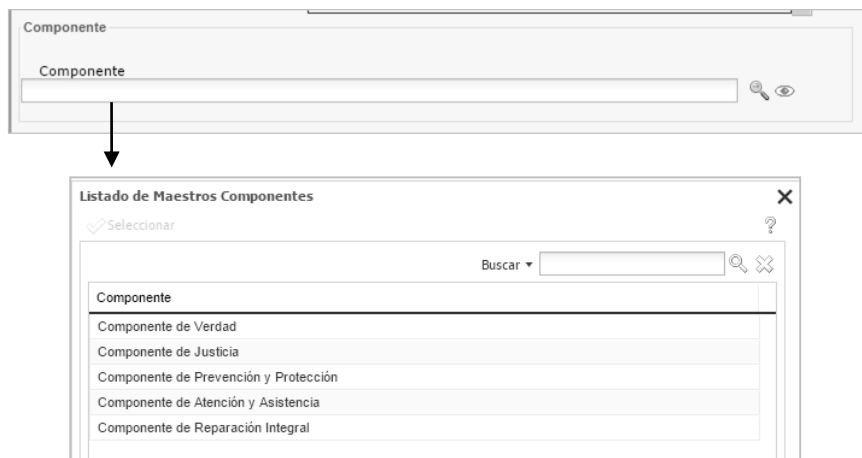 Componente
Componente
Listado de Maestros Componentes
Seleccionar
Buscar
Componente
Componente de Verdad
Componente de Justicia
Componente de Prevención y Protección
Componente de Atención y Asistencia
Componente de Reparación Integral